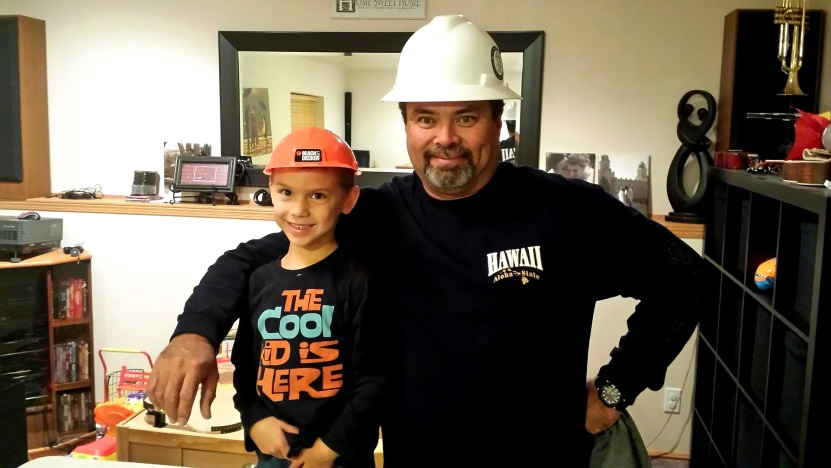 HOME SWEET HOME
BLACK & DECKER
HAWAII
Aloha State
THE
COOL
KID IS
HERE